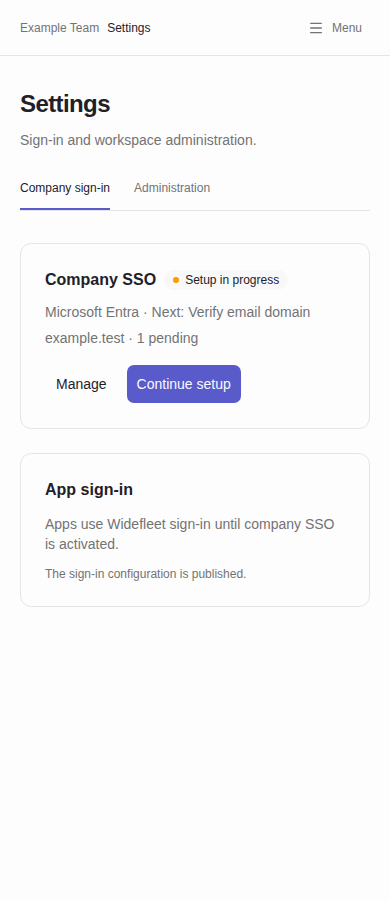 Example Team Settings
Menu
Settings
Sign-in and workspace administration.
Company sign-in
Administration
Company SSO
Setup in progress
Microsoft Entra · Next: Verify email domain
example.test · 1 pending
Manage
Continue setup
App sign-in
Apps use Widefleet sign-in until company SSO
is activated.
The sign-in configuration is published.